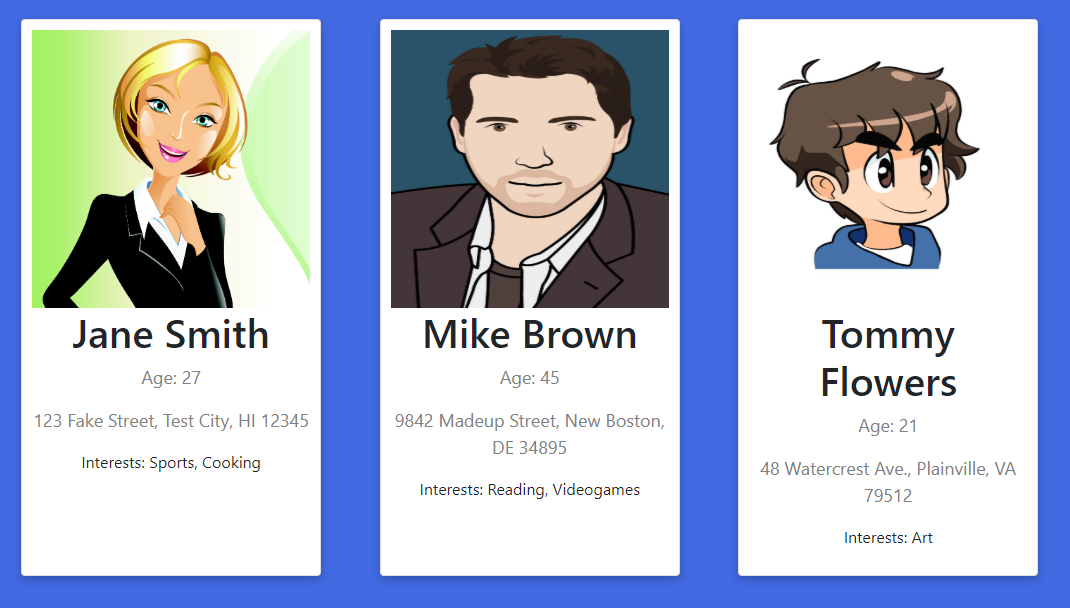 Jane Smith
Age: 27
123 Fake Street, Test City, HI 12345
Interests: Sports, Cooking
Mike Brown
Age: 45
9842 Madeup Street, New Boston,
DE 34895
Interests: Reading, Videogames
Tommy
Flowers
Age: 21
48 Watercrest Ave., Plainville, VA
79512
Interests: Art